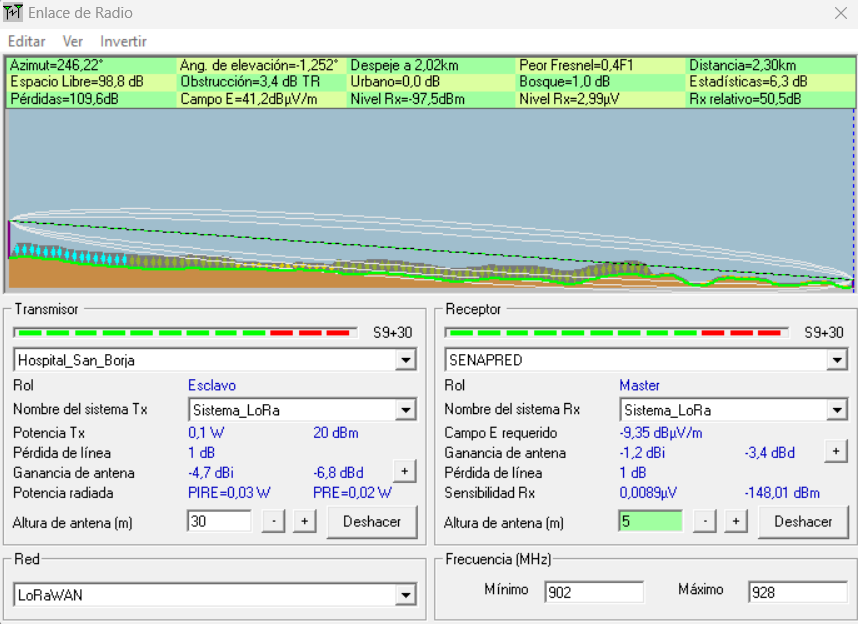 Enlace de Radio
Editar Ver Invertir
Azimut=246,22° Ang. de elevación=-1,252° Despeje a 2,02km Peor Fresnel=0,4F1 Distancia=2,30km
Espacio Libre=98,8 dB Obstrucción=3,4 dB TR Urbano=0,0 dB Bosque=1,0 dB Estadísticas=6,3 dB
Pérdidas=109,6dB Campo E=41,2dBµV/m Nivel Rx=-97,5dBm Nivel Rx=2,99µV Rx relativo=50,5dB
Transmisor
S9+30
Hospital_San_Borja
Rol Esclavo
Nombre del sistema Tx Sistema_LoRa
Potencia Tx 0,1 W 20 dBm
Pérdida de línea 1 dB
Ganancia de antena -4,7 dBi -6,8 dBd +
Potencia radiada PIRE=0,03 W PRE=0,02 W
Altura de antena (m) 30 - + Deshacer
Receptor
S9+30
SENAPRED
Rol Master
Nombre del sistema Rx Sistema_LoRa
Campo E requerido -9,35 dBµV/m
Ganancia de antena -1,2 dBi -3,4 dBd +
Pérdida de línea 1 dB
Sensibilidad Rx 0,0089µV -148,01 dBm
Altura de antena (m) 5 - + Deshacer
Red
LoRaWAN
Frecuencia (MHz)
Mínimo 902 Máximo 928